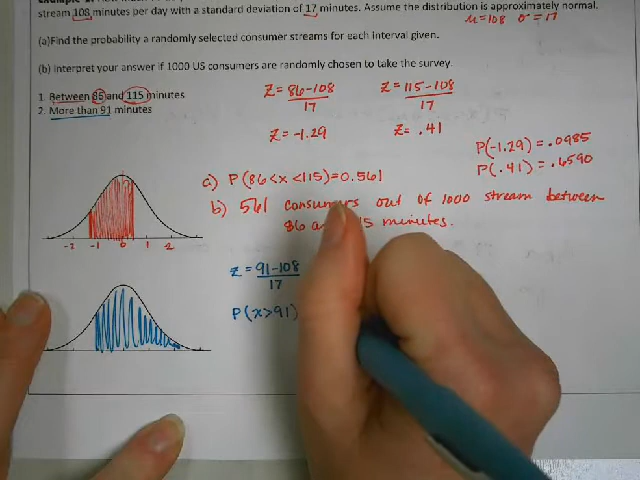 stream 108 minutes per day with a standard deviation of 17 minutes. Assume the distribution is approximately normal.
μ=108 σ=17
(a)Find the probability a randomly selected consumer streams for each interval given.
(b) Interpret your answer if 1000 US consumers are randomly chosen to take the survey.
1. Between 86 and 115 minutes
2. More than 91 minutes
Z = 86-108 / 17
Z = -1.29
Z = 115-108 / 17
Z = .41
P(-1.29) = .0985
P(.41) = .6590
a) P(86<x<115)=0.561
b) 561 consumers out of 1000 stream between
86 minutes.
-2 -1 0 1 2
Z = 91-108 / 17
P(x>91)
0